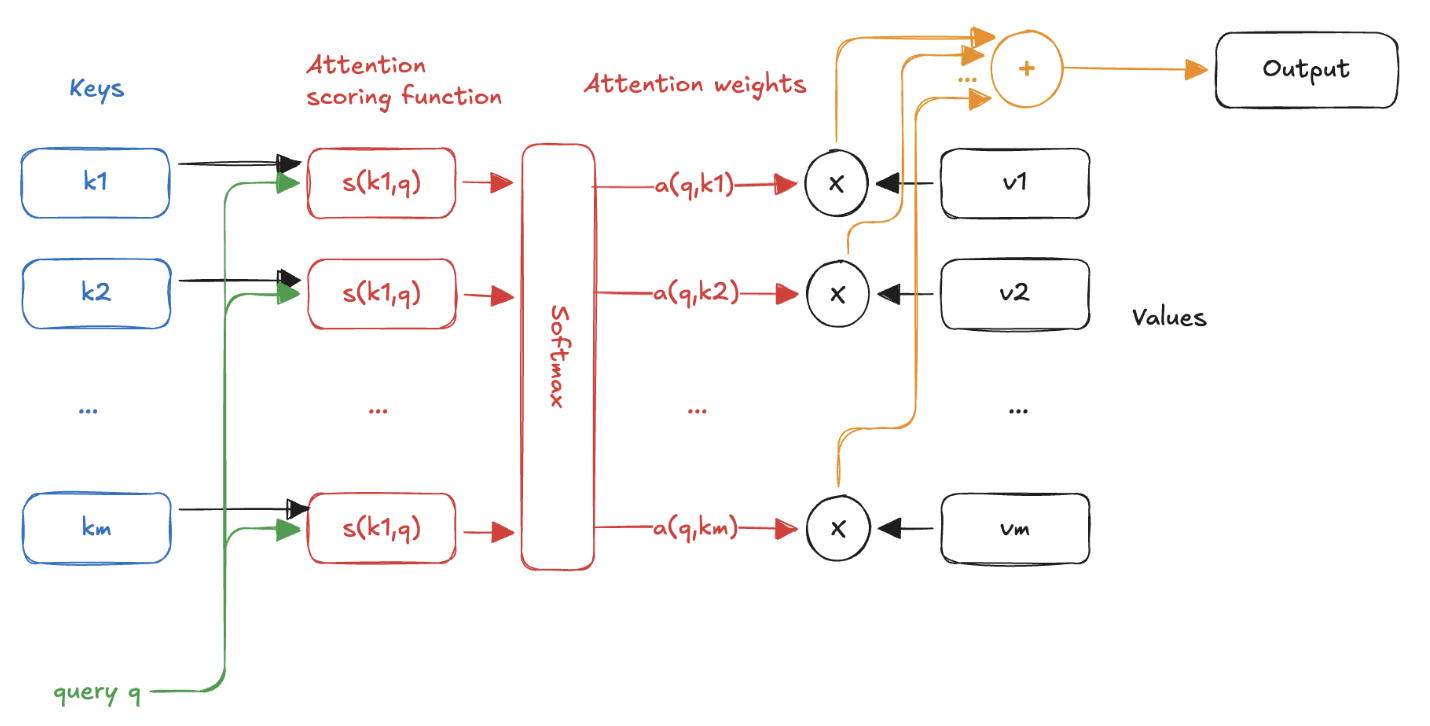 Keys
Attention
scoring function
Attention weights
...
+
Output
k1
s(k1,q)
a(q,k1)
x
v1
k2
s(k1,q)
a(q,k2)
x
v2
Values
Softmax
...
...
...
...
km
s(k1,q)
a(q,km)
x
vm
query q